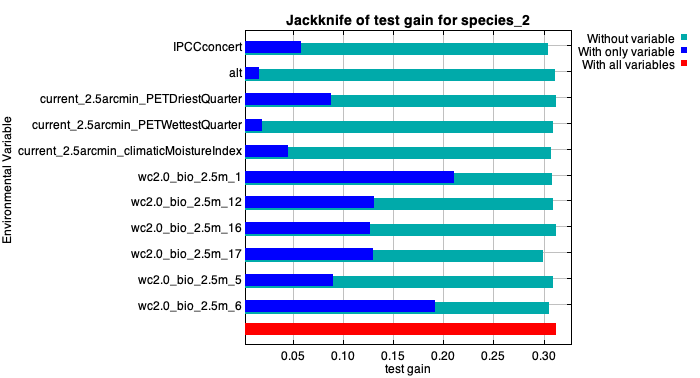 Jackknife of test gain for species_2
Without variable
With only variable
With all variables
Environmental Variable
IPCCconcert
alt
current_2.5arcmin_PETDriestQuarter
current_2.5arcmin_PETWettestQuarter
current_2.5arcmin_climaticMoistureIndex
wc2.0_bio_2.5m_1
wc2.0_bio_2.5m_12
wc2.0_bio_2.5m_16
wc2.0_bio_2.5m_17
wc2.0_bio_2.5m_5
wc2.0_bio_2.5m_6
0.05 0.10 0.15 0.20 0.25 0.30
test gain